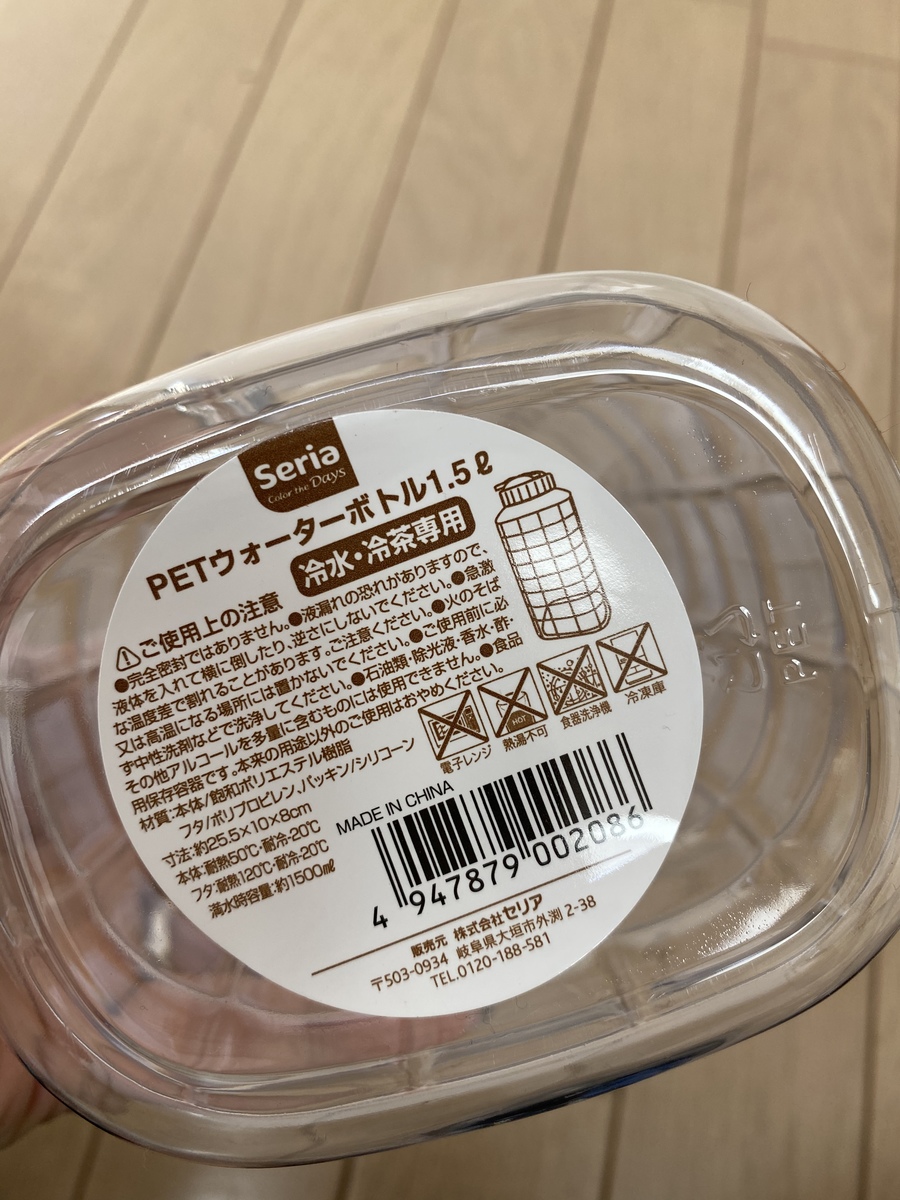 Seria
Color the Days
PETウォーターボトル1.5ℓ
冷水・冷茶専用
⚠ご使用上の注意
●完全密封ではありません。●液漏れの恐れがありますので、
液体を入れて横に倒したり、逆さにしないでください。●急激
な温度差で割れることがあります。ご注意ください。●火のそば
又は高温になる場所には置かないでください。●ご使用前に必
ず中性洗剤などで洗浄してください。●石油類・除光液・香水・酢・
その他アルコールを多量に含むものには使用できません。●食品
用保存容器です。本来の用途以外のご使用はおやめください。
材質:本体/飽和ポリエステル樹脂
フタ/ポリプロピレン、パッキン/シリコーン
寸法:約25.5×10×8cm
本体:耐熱50℃・耐冷-20℃
フタ:耐熱120℃・耐冷-20℃
満水時容量:約1500㎖
HOT
電子レンジ
熱湯不可
食器洗浄機
冷凍庫
MADE IN CHINA
4 947879 002086
販売元 株式会社セリア
〒503-0934 岐阜県大垣市外渕 2-38
TEL.0120-188-581
PET